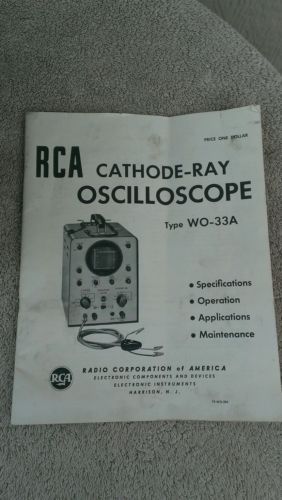 PRICE ONE DOLLAR
RCA CATHODE-RAY
OSCILLOSCOPE
Type WO-33A
• Specifications
• Operation
• Applications
• Maintenance
RCA
RADIO CORPORATION of AMERICA
ELECTRONIC COMPONENTS AND DEVICES
ELECTRONIC INSTRUMENTS
HARRISON, N. J.